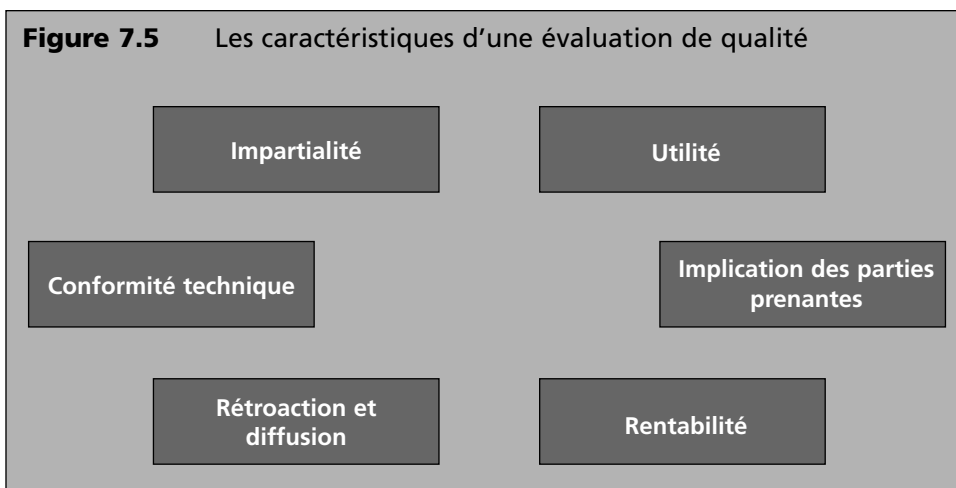 Figure 7.5 Les caractéristiques d’une évaluation de qualité
Impartialité
Utilité
Conformité technique
Implication des parties
prenantes
Rétroaction et
diffusion
Rentabilité